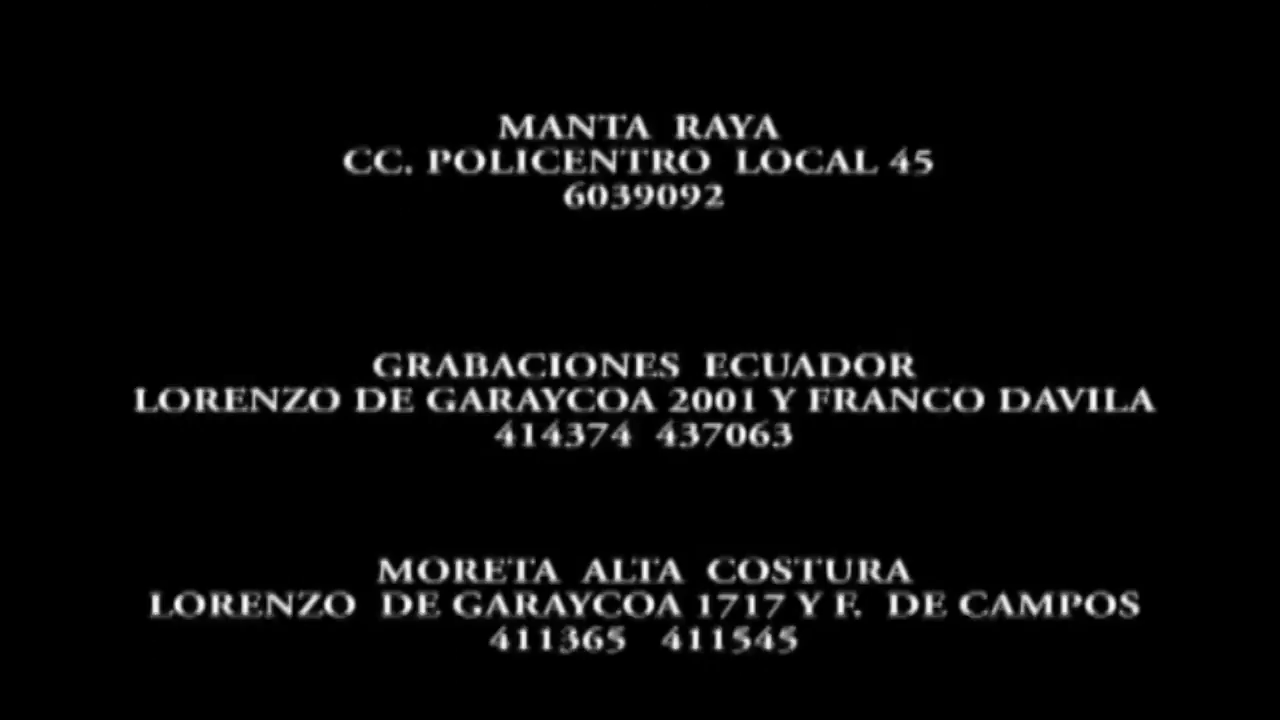 MANTA RAYA
CC. POLICENTRO LOCAL 45
6039092
GRABACIONES ECUADOR
LORENZO DE GARAYCOA 2001 Y FRANCO DAVILA
414374 437063
MORETA ALTA COSTURA
LORENZO DE GARAYCOA 1717 Y F. DE CAMPOS
411365 411545